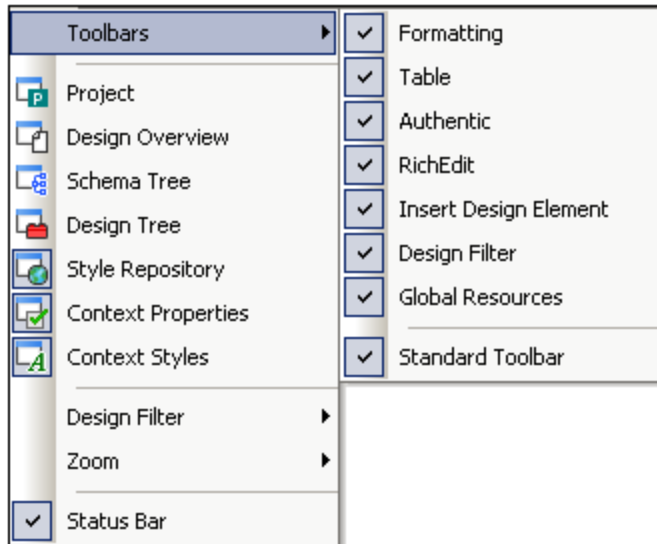 Toolbars
Project
Design Overview
Schema Tree
Design Tree
Style Repository
Context Properties
Context Styles
Design Filter
Zoom
Status Bar
Formatting
Table
Authentic
RichEdit
Insert Design Element
Design Filter
Global Resources
Standard Toolbar